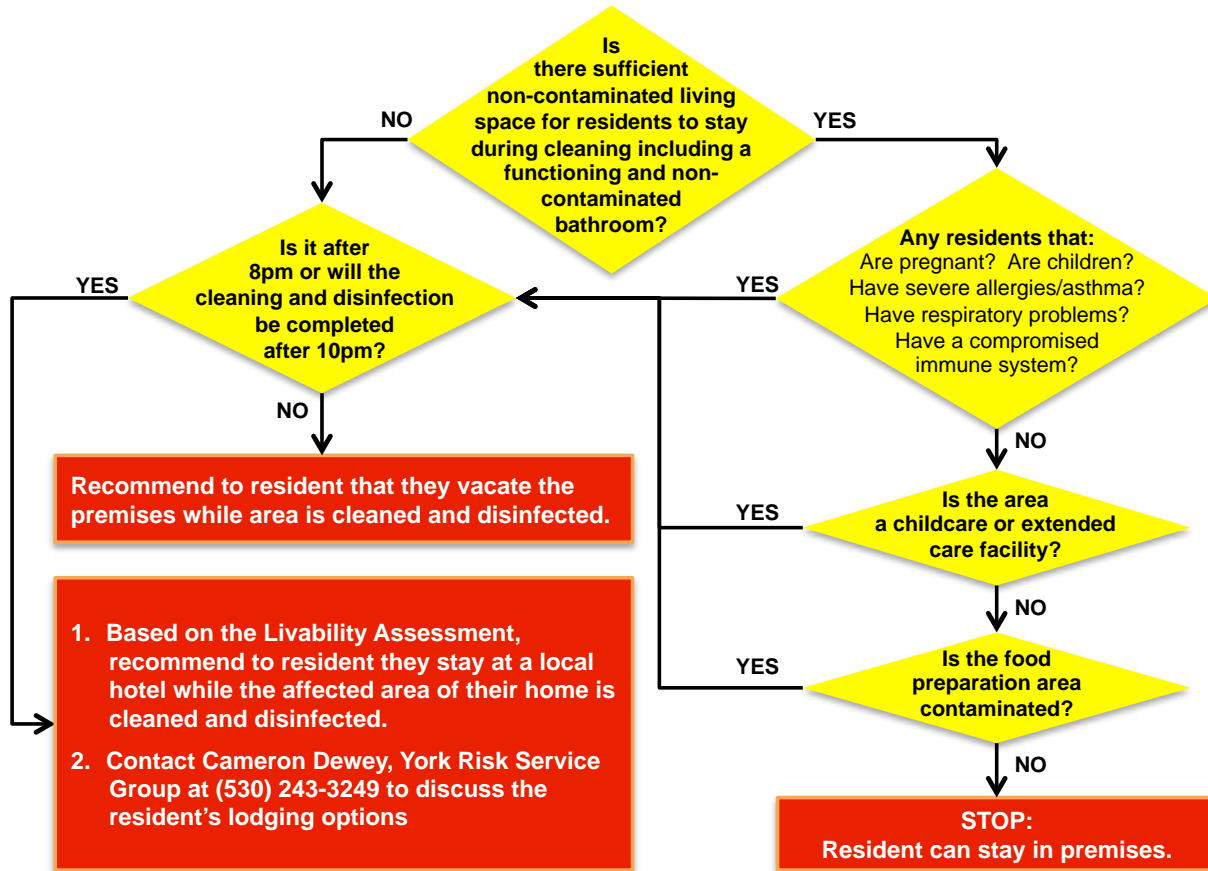 Is
there sufficient
non-contaminated living
space for residents to stay
during cleaning including a
functioning and non-
contaminated
bathroom?
NO
YES
Is it after
8pm or will the
cleaning and disinfection
be completed
after 10pm?
YES
NO
Any residents that:
Are pregnant? Are children?
Have severe allergies/asthma?
Have respiratory problems?
Have a compromised
immune system?
YES
NO
Recommend to resident that they vacate the
premises while area is cleaned and disinfected.
Is the area
a childcare or extended
care facility?
YES
NO
1. Based on the Livability Assessment,
recommend to resident they stay at a local
hotel while the affected area of their home is
cleaned and disinfected.
2. Contact Cameron Dewey, York Risk Service
Group at (530) 243-3249 to discuss the
resident’s lodging options
Is the food
preparation area
contaminated?
YES
NO
STOP:
Resident can stay in premises.